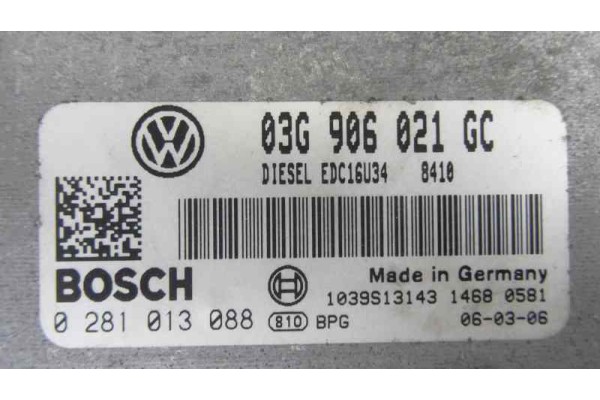 03G 906 021 GC
DIESEL EDC16U34 8410
BOSCH
Made in Germany
1039S13143 1468 0581
0 281 013 088 810 BPG 06-03-06